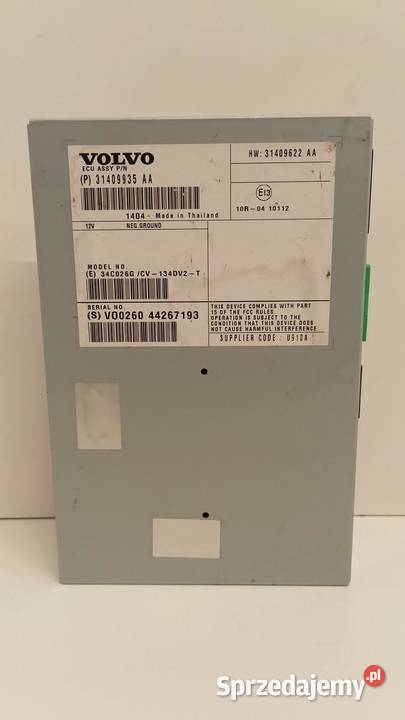 VOLVO
ECU ASSY P/N
(P) 31409935 AA
1404 Made in Thailand
12V NEG.GROUND
MODEL NO.
(E) 34C026G /CV-134DV2-T
SERIAL NO.
(S) VO0260 44267193
HW: 31409622 AA
E13
10R-04 10112
THIS DEVICE COMPLIES WITH PART
15 OF THE FCC RULES.
OPERATION IS SUBJECT TO THE
CONDITION THAT THIS DEVICE DOES
NOT CAUSE HARMFUL INTERFERENCE.
SUPPLIER CODE : U910A
Sprzedajemy.pl